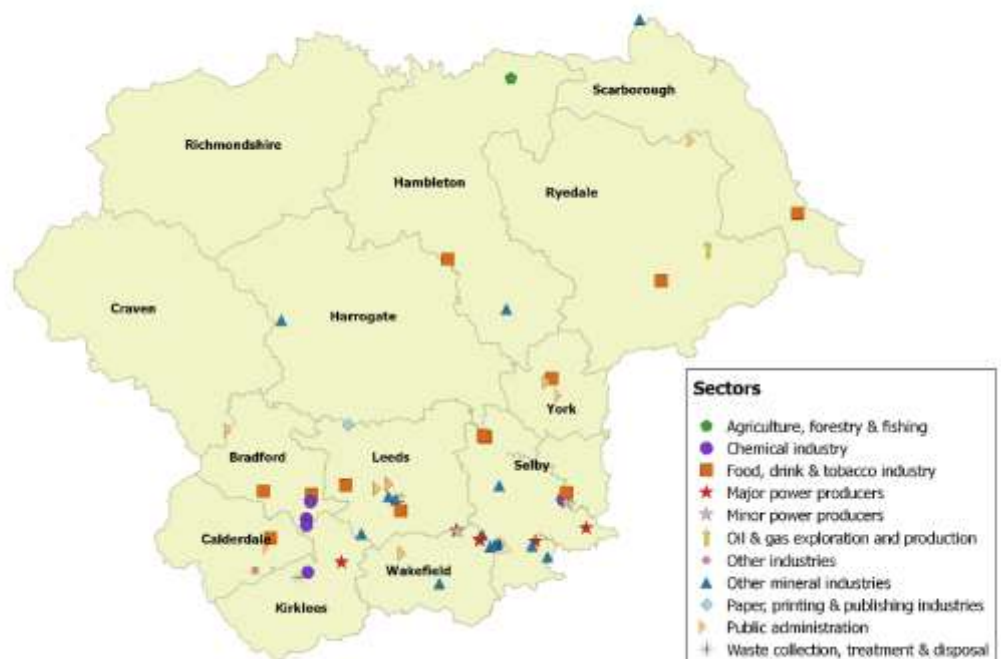 Scarborough
Richmondshire
Hambleton
Ryedale
Craven
Harrogate
York
Bradford
Leeds
Selby
Calderdale
Wakefield
Kirklees
Sectors
Agriculture, forestry & fishing
Chemical industry
Food, drink & tobacco industry
Major power producers
Minor power producers
Oil & gas exploration and production
Other industries
Other mineral industries
Paper, printing & publishing industries
Public administration
Waste collection, treatment & disposal